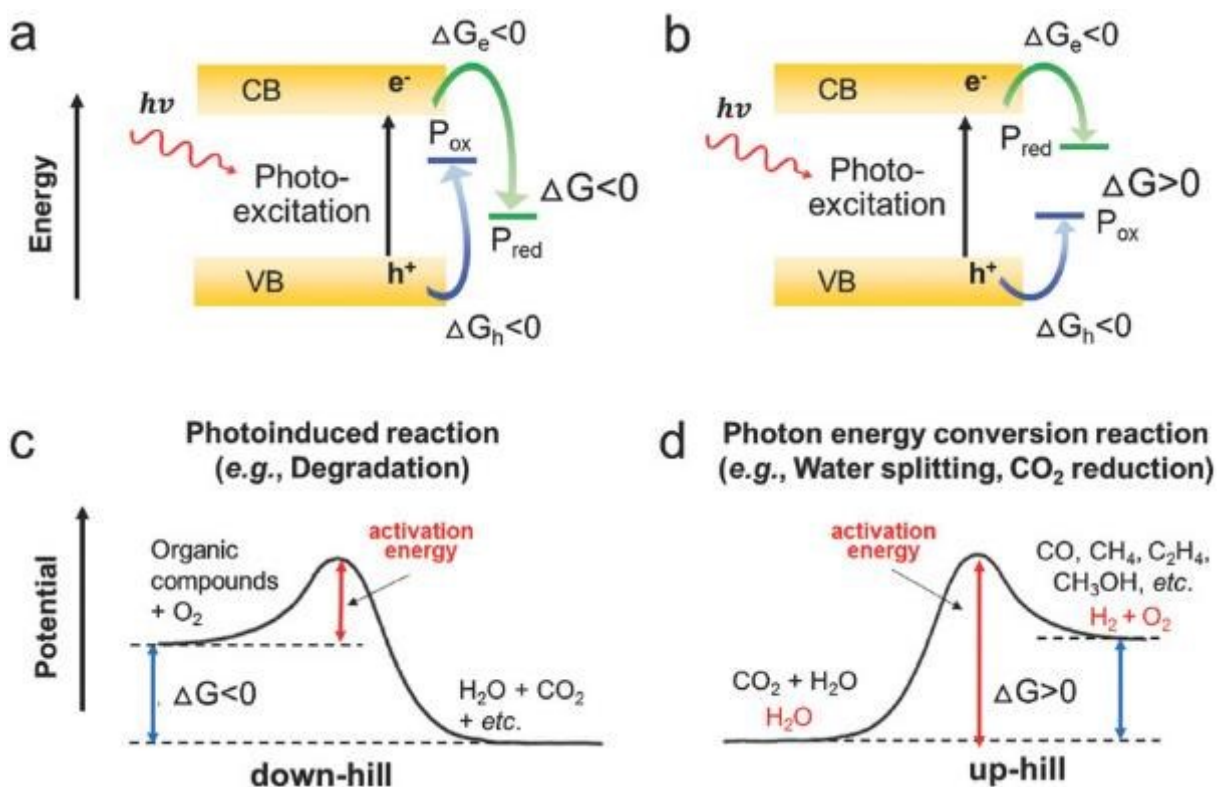 a
ΔGe<0
CB
e-
hν
Pox
Photo-
excitation
ΔG<0
Pred
VB
h+
ΔGh<0
Energy
b
ΔGe<0
CB
e-
hν
Pred
Photo-
excitation
ΔG>0
Pox
VB
h+
ΔGh<0
c
Photoinduced reaction
(e.g., Degradation)
activation
energy
Organic
compounds
+ O2
Potential
ΔG<0
H2O + CO2
+ etc.
down-hill
d
Photon energy conversion reaction
(e.g., Water splitting, CO2 reduction)
activation
energy
CO, CH4, C2H4,
CH3OH, etc.
H2 + O2
CO2 + H2O
H2O
ΔG>0
up-hill